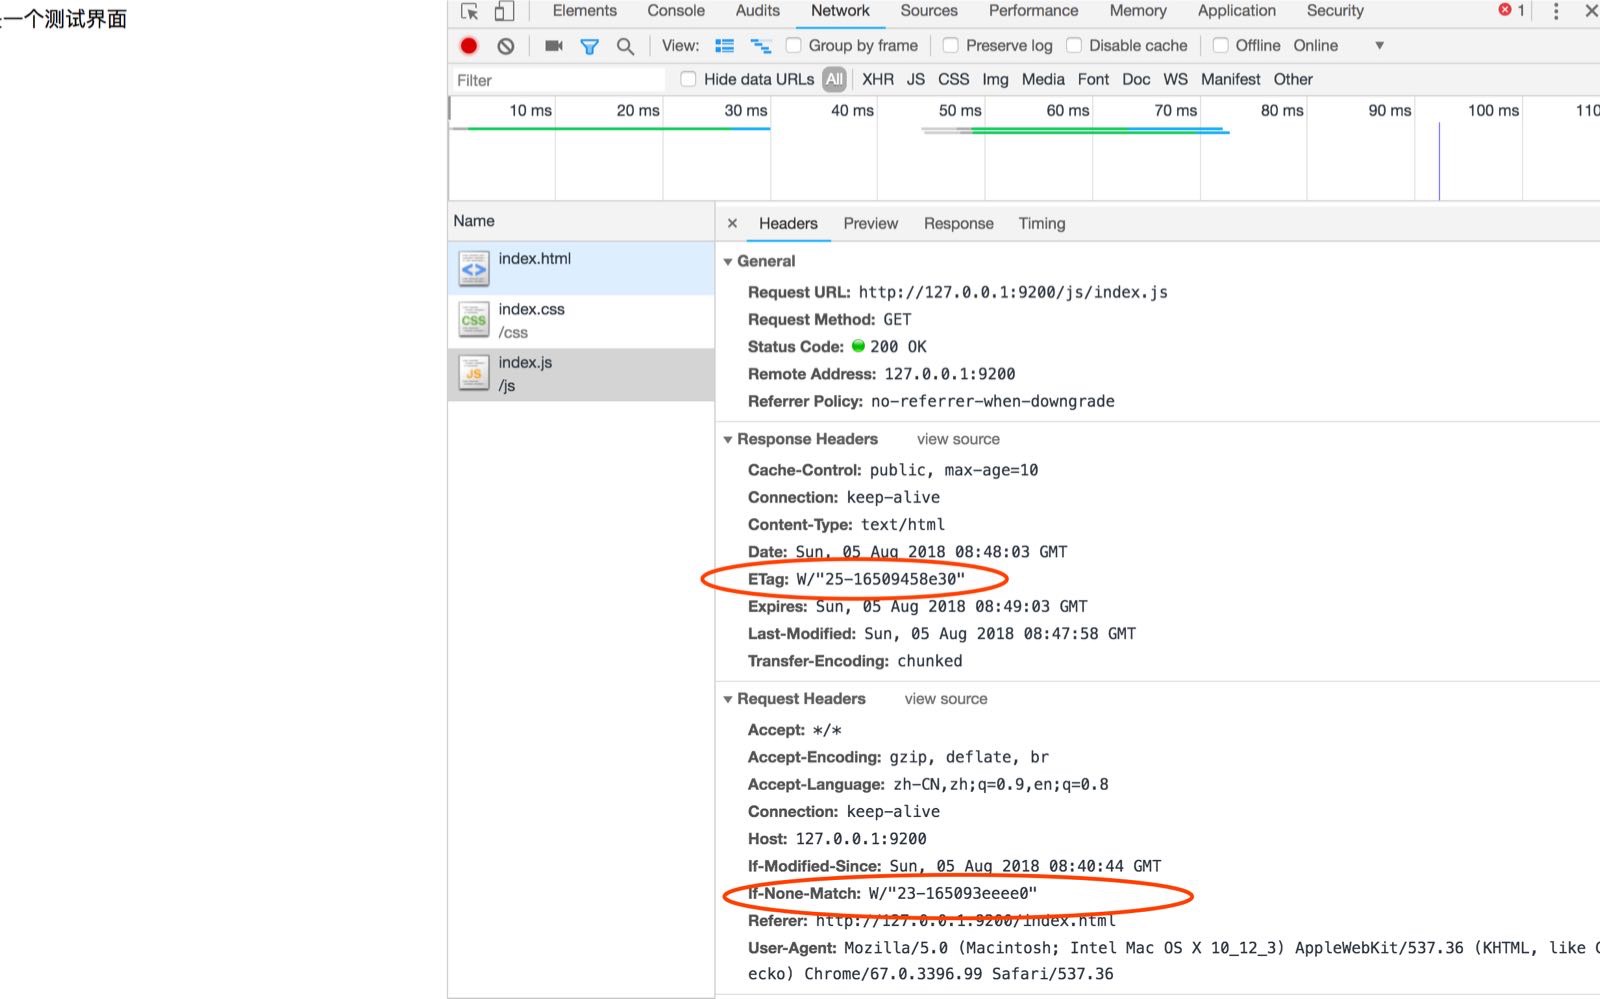 一个测试界面
Elements Console Audits Network Sources Performance Memory Application Security 1
View: Group by frame Preserve log Disable cache Offline Online
Filter Hide data URLs All XHR JS CSS Img Media Font Doc WS Manifest Other
10 ms 20 ms 30 ms 40 ms 50 ms 60 ms 70 ms 80 ms 90 ms 100 ms 110
Name
index.html
CSS
index.css
/css
JS
index.js
/js
× Headers Preview Response Timing
General
Request URL: http://127.0.0.1:9200/js/index.js
Request Method: GET
Status Code: 200 OK
Remote Address: 127.0.0.1:9200
Referrer Policy: no-referrer-when-downgrade
Response Headers view source
Cache-Control: public, max-age=10
Connection: keep-alive
Content-Type: text/html
Date: Sun, 05 Aug 2018 08:48:03 GMT
ETag: W/"25-16509458e30"
Expires: Sun, 05 Aug 2018 08:49:03 GMT
Last-Modified: Sun, 05 Aug 2018 08:47:58 GMT
Transfer-Encoding: chunked
Request Headers view source
Accept: */*
Accept-Encoding: gzip, deflate, br
Accept-Language: zh-CN,zh;q=0.9,en;q=0.8
Connection: keep-alive
Host: 127.0.0.1:9200
If-Modified-Since: Sun, 05 Aug 2018 08:40:44 GMT
If-None-Match: W/"23-165093eeee0"
Referer: http://127.0.0.1:9200/index.html
User-Agent: Mozilla/5.0 (Macintosh; Intel Mac OS X 10_12_3) AppleWebKit/537.36 (KHTML, like G
ecko) Chrome/67.0.3396.99 Safari/537.36